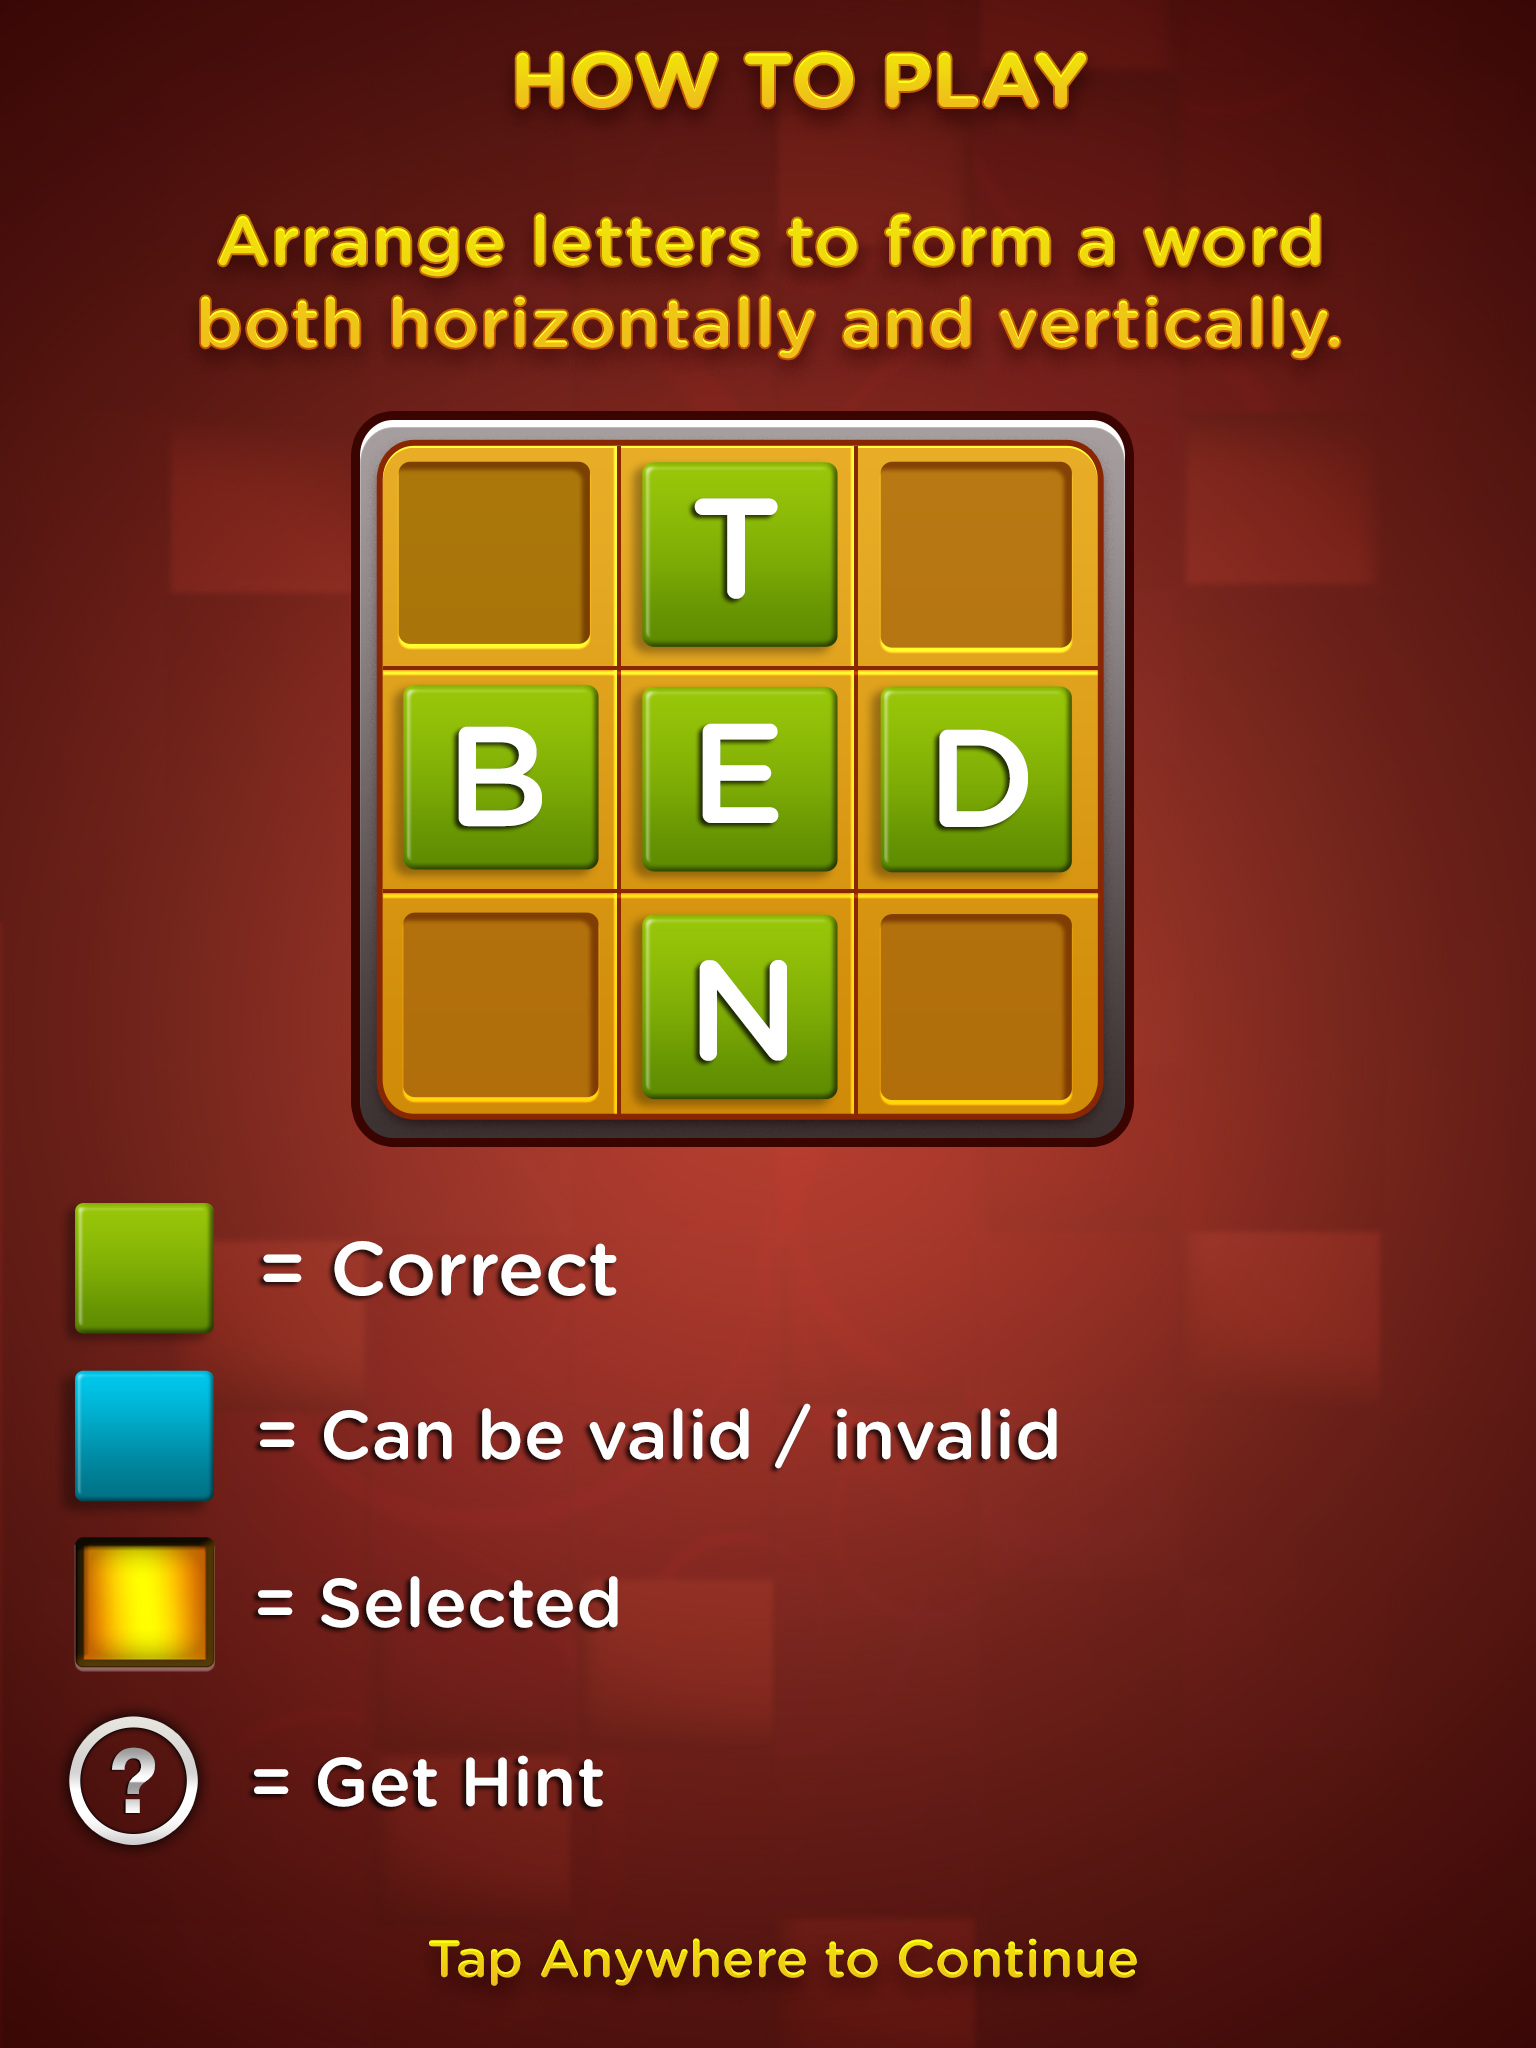 HOW TO PLAY
Arrange letters to form a word
both horizontally and vertically.
T
B E D
N
= Correct
= Can be valid / invalid
= Selected
? = Get Hint
Tap Anywhere to Continue